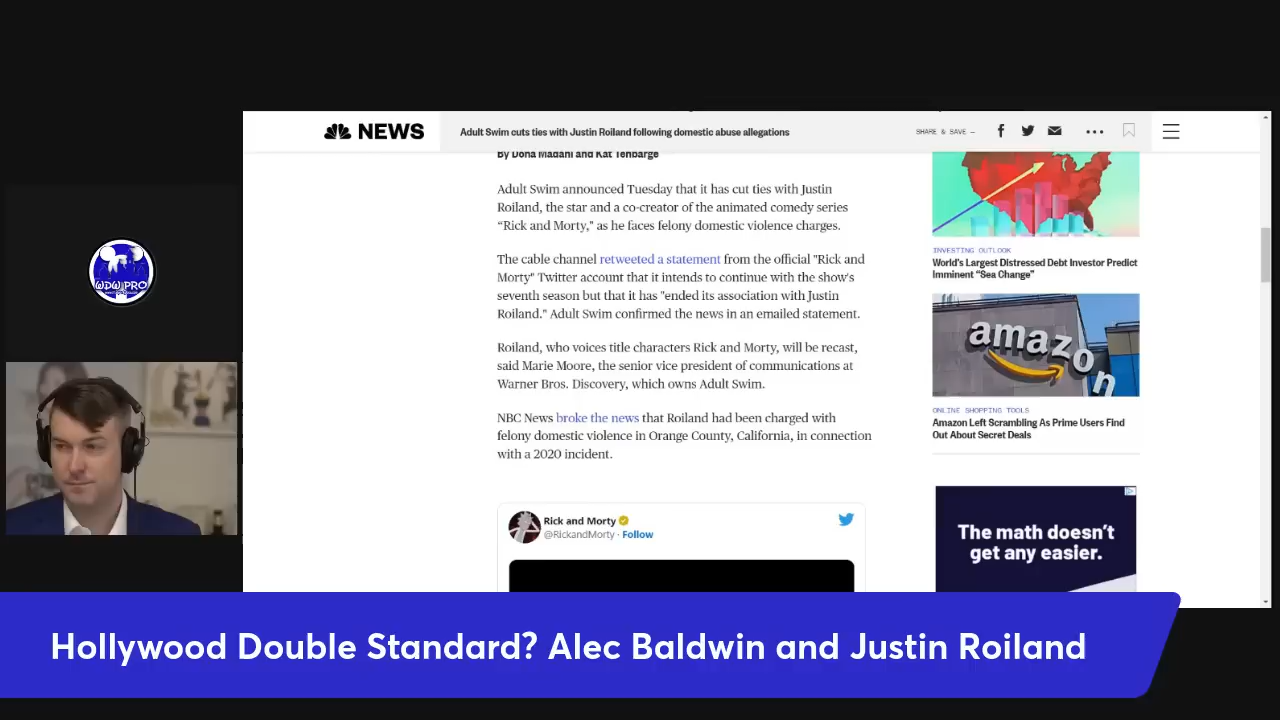 NEWS
Adult Swim cuts ties with Justin Roiland following domestic abuse allegations
SHARE & SAVE —
By Doha Madani and Kat Tenbarge
Adult Swim announced Tuesday that it has cut ties with Justin
Roiland, the star and a co-creator of the animated comedy series
“Rick and Morty,” as he faces felony domestic violence charges.
The cable channel retweeted a statement from the official "Rick and
Morty" Twitter account that it intends to continue with the show's
seventh season but that it has "ended its association with Justin
Roiland." Adult Swim confirmed the news in an emailed statement.
Roiland, who voices title characters Rick and Morty, will be recast,
said Marie Moore, the senior vice president of communications at
Warner Bros. Discovery, which owns Adult Swim.
NBC News broke the news that Roiland had been charged with
felony domestic violence in Orange County, California, in connection
with a 2020 incident.
Rick and Morty
@RickandMorty · Follow
INVESTING OUTLOOK
World's Largest Distressed Debt Investor Predict
Imminent “Sea Change”
amazon
ONLINE SHOPPING TOOLS
Amazon Left Scrambling As Prime Users Find
Out About Secret Deals
The math doesn’t
get any easier.
WDW PRO
Hollywood Double Standard? Alec Baldwin and Justin Roiland